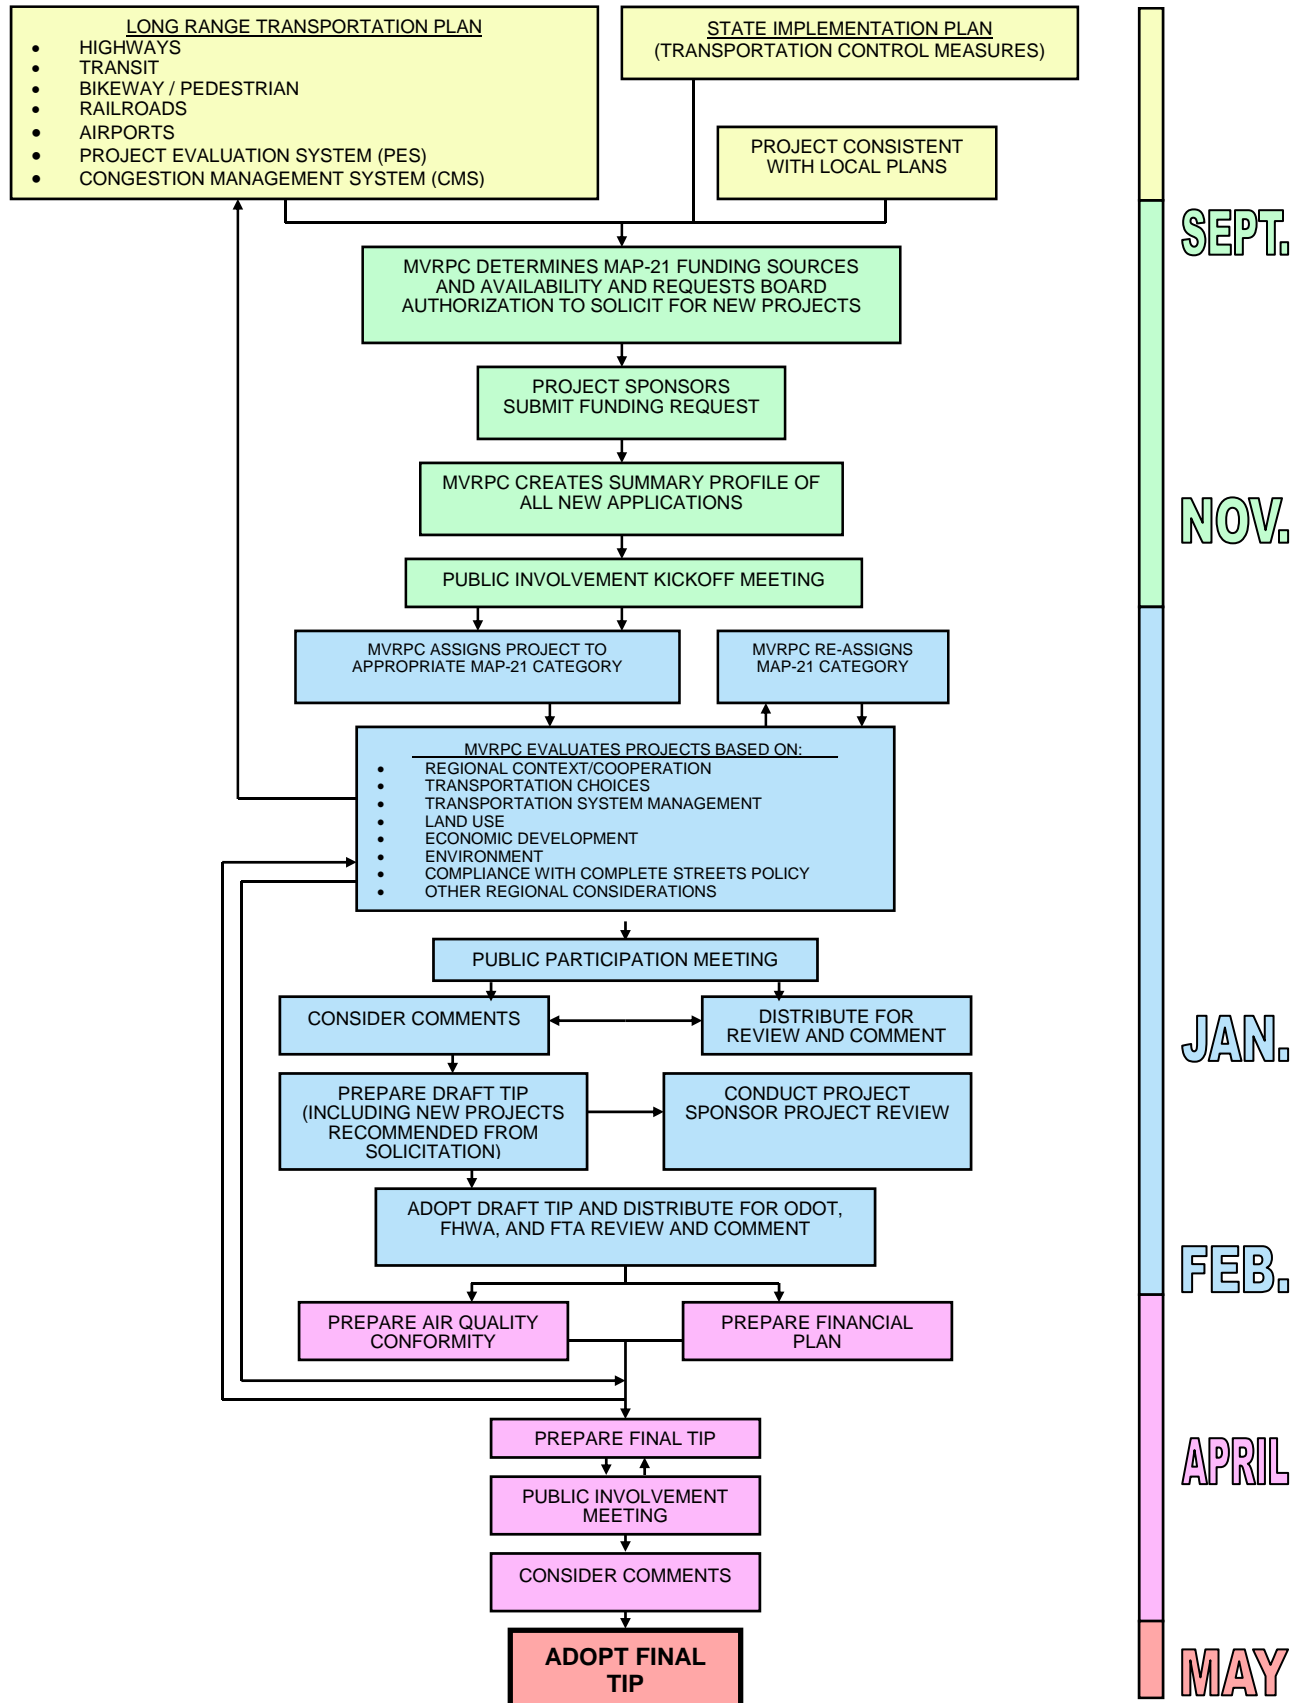 LONG RANGE TRANSPORTATION PLAN
• HIGHWAYS
• TRANSIT
• BIKEWAY / PEDESTRIAN
• RAILROADS
• AIRPORTS
• PROJECT EVALUATION SYSTEM (PES)
• CONGESTION MANAGEMENT SYSTEM (CMS)
STATE IMPLEMENTATION PLAN
(TRANSPORTATION CONTROL MEASURES)
PROJECT CONSISTENT
WITH LOCAL PLANS
SEPT.
MVRPC DETERMINES MAP-21 FUNDING SOURCES
AND AVAILABILITY AND REQUESTS BOARD
AUTHORIZATION TO SOLICIT FOR NEW PROJECTS
PROJECT SPONSORS
SUBMIT FUNDING REQUEST
MVRPC CREATES SUMMARY PROFILE OF
ALL NEW APPLICATIONS
NOV.
PUBLIC INVOLVEMENT KICKOFF MEETING
MVRPC ASSIGNS PROJECT TO
APPROPRIATE MAP-21 CATEGORY
MVRPC RE-ASSIGNS
MAP-21 CATEGORY
MVRPC EVALUATES PROJECTS BASED ON:
• REGIONAL CONTEXT/COOPERATION
• TRANSPORTATION CHOICES
• TRANSPORTATION SYSTEM MANAGEMENT
• LAND USE
• ECONOMIC DEVELOPMENT
• ENVIRONMENT
• COMPLIANCE WITH COMPLETE STREETS POLICY
• OTHER REGIONAL CONSIDERATIONS
PUBLIC PARTICIPATION MEETING
CONSIDER COMMENTS
DISTRIBUTE FOR
REVIEW AND COMMENT
JAN.
PREPARE DRAFT TIP
(INCLUDING NEW PROJECTS
RECOMMENDED FROM
SOLICITATION)
CONDUCT PROJECT
SPONSOR PROJECT REVIEW
ADOPT DRAFT TIP AND DISTRIBUTE FOR ODOT,
FHWA, AND FTA REVIEW AND COMMENT
FEB.
PREPARE AIR QUALITY
CONFORMITY
PREPARE FINANCIAL
PLAN
PREPARE FINAL TIP
APRIL
PUBLIC INVOLVEMENT
MEETING
CONSIDER COMMENTS
ADOPT FINAL
TIP
MAY